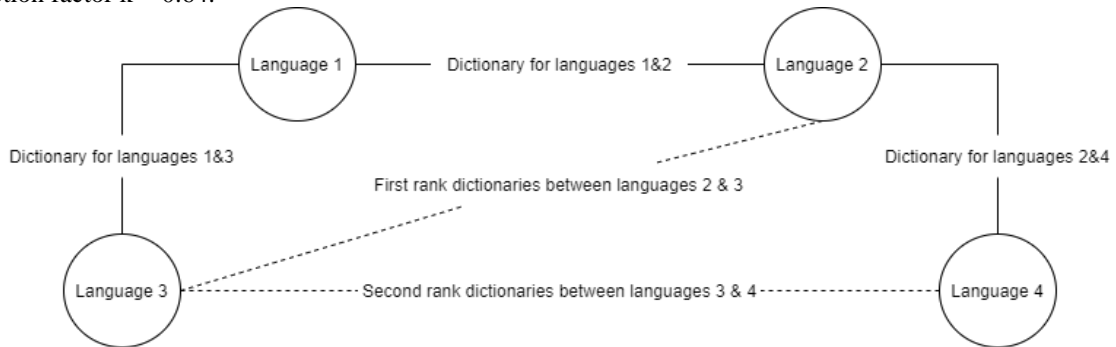 Language 1
Dictionary for languages 1&2
Language 2
Dictionary for languages 1&3
Dictionary for languages 2&4
First rank dictionaries between languages 2 & 3
Language 3
Second rank dictionaries between languages 3 & 4
Language 4